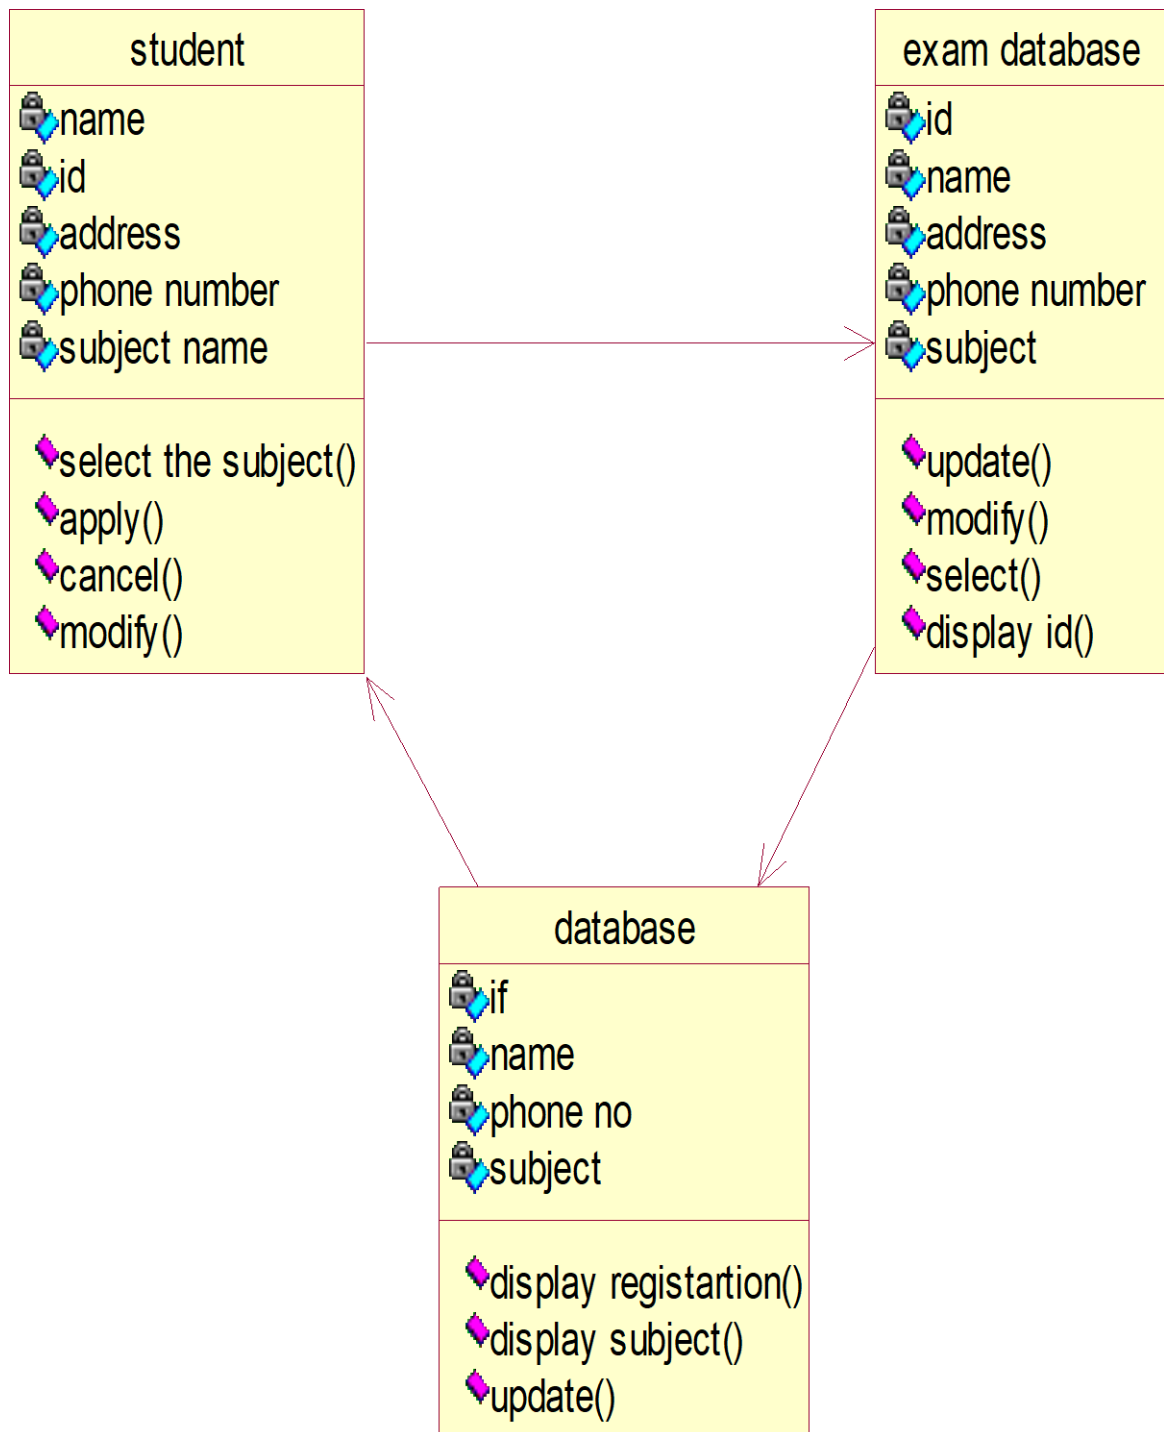 student
name
id
address
phone number
subject name
select the subject()
apply()
cancel()
modify()
exam database
id
name
address
phone number
subject
update()
modify()
select()
display id()
database
if
name
phone no
subject
display registartion()
display subject()
update()